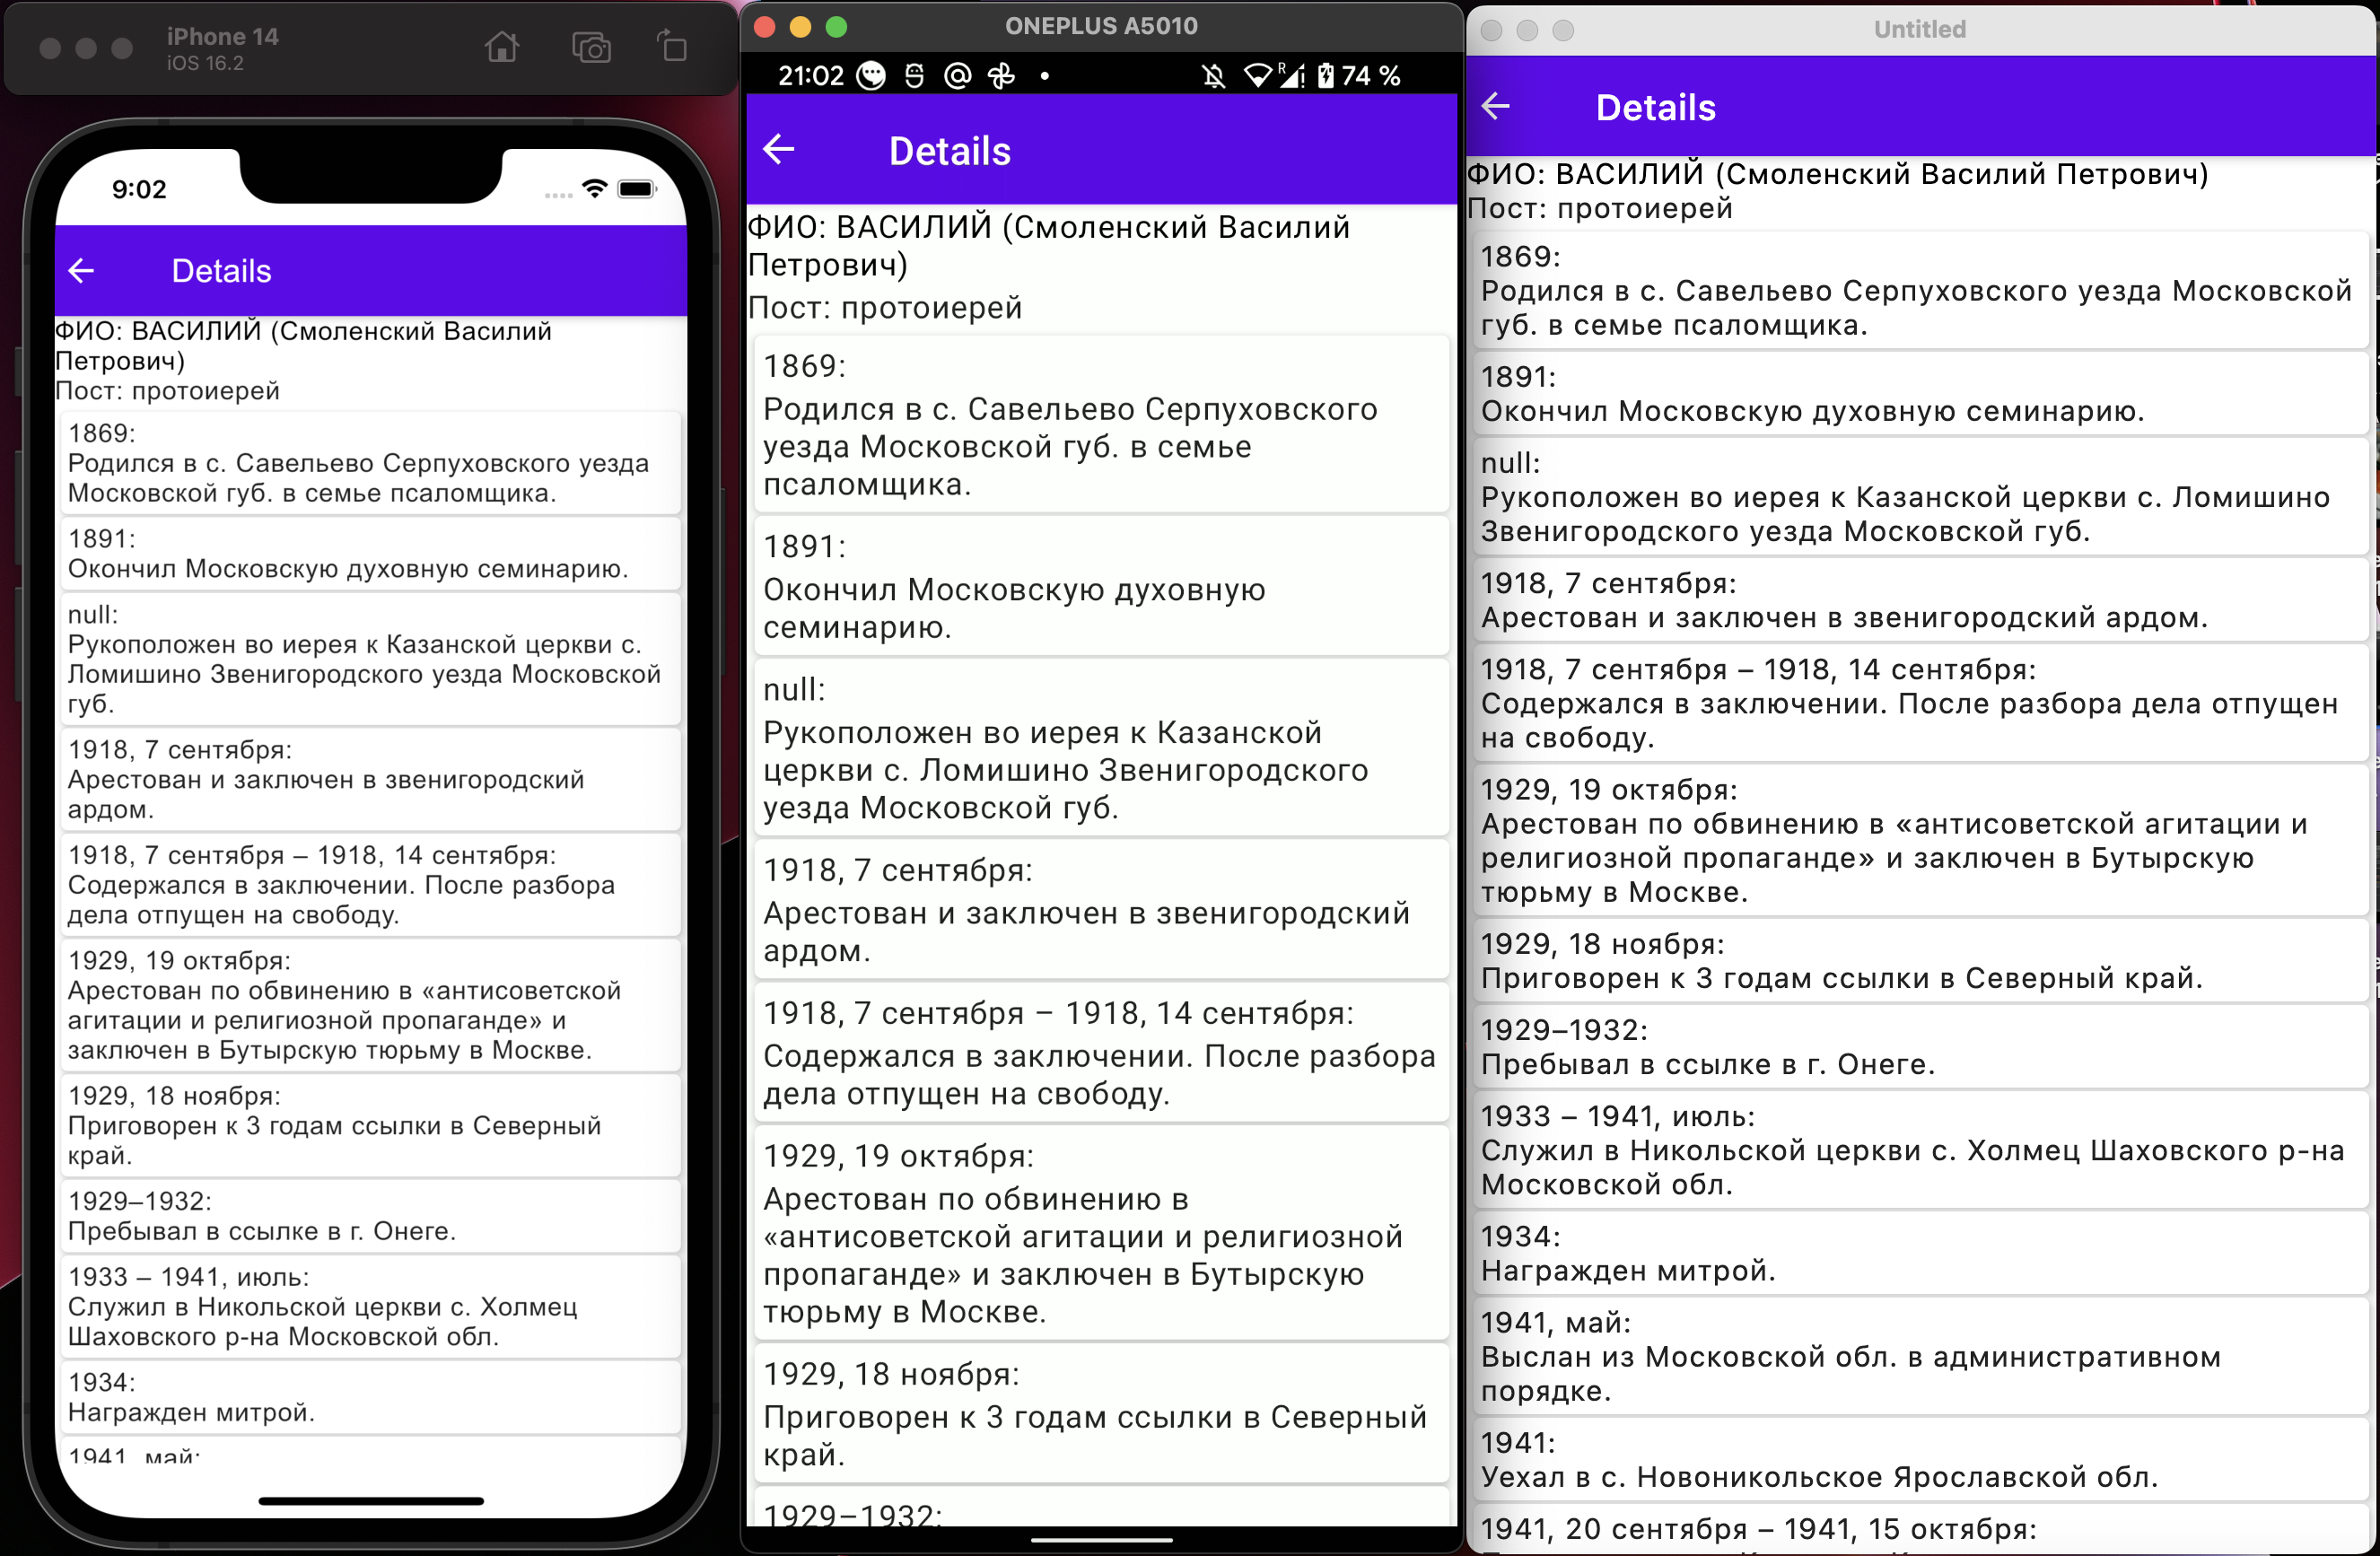 iPhone 14
iOS 16.2
9:02
Details
ФИО: ВАСИЛИЙ (Смоленский Василий
Петрович)
Пост: протоиерей
1869:
Родился в с. Савельево Серпуховского уезда
Московской губ. в семье псаломщика.
1891:
Окончил Московскую духовную семинарию.
null:
Рукоположен во иерея к Казанской церкви с.
Ломишино Звенигородского уезда Московской
губ.
1918, 7 сентября:
Арестован и заключен в звенигородский
ардом.
1918, 7 сентября – 1918, 14 сентября:
Содержался в заключении. После разбора
дела отпущен на свободу.
1929, 19 октября:
Арестован по обвинению в «антисоветской
агитации и религиозной пропаганде» и
заключен в Бутырскую тюрьму в Москве.
1929, 18 ноября:
Приговорен к 3 годам ссылки в Северный
край.
1929–1932:
Пребывал в ссылке в г. Онеге.
1933 – 1941, июль:
Служил в Никольской церкви с. Холмец
Шаховского р-на Московской обл.
1934:
Награжден митрой.
1941, май:
ONEPLUS A5010
21:02
R
74 %
Details
ФИО: ВАСИЛИЙ (Смоленский Василий
Петрович)
Пост: протоиерей
1869:
Родился в с. Савельево Серпуховского
уезда Московской губ. в семье
псаломщика.
1891:
Окончил Московскую духовную
семинарию.
null:
Рукоположен во иерея к Казанской
церкви с. Ломишино Звенигородского
уезда Московской губ.
1918, 7 сентября:
Арестован и заключен в звенигородский
ардом.
1918, 7 сентября – 1918, 14 сентября:
Содержался в заключении. После разбора
дела отпущен на свободу.
1929, 19 октября:
Арестован по обвинению в
«антисоветской агитации и религиозной
пропаганде» и заключен в Бутырскую
тюрьму в Москве.
1929, 18 ноября:
Приговорен к 3 годам ссылки в Северный
край.
1929–1932:
Untitled
Details
ФИО: ВАСИЛИЙ (Смоленский Василий Петрович)
Пост: протоиерей
1869:
Родился в с. Савельево Серпуховского уезда Московской
губ. в семье псаломщика.
1891:
Окончил Московскую духовную семинарию.
null:
Рукоположен во иерея к Казанской церкви с. Ломишино
Звенигородского уезда Московской губ.
1918, 7 сентября:
Арестован и заключен в звенигородский ардом.
1918, 7 сентября – 1918, 14 сентября:
Содержался в заключении. После разбора дела отпущен
на свободу.
1929, 19 октября:
Арестован по обвинению в «антисоветской агитации и
религиозной пропаганде» и заключен в Бутырскую
тюрьму в Москве.
1929, 18 ноября:
Приговорен к 3 годам ссылки в Северный край.
1929–1932:
Пребывал в ссылке в г. Онеге.
1933 – 1941, июль:
Служил в Никольской церкви с. Холмец Шаховского р-на
Московской обл.
1934:
Награжден митрой.
1941, май:
Выслан из Московской обл. в административном
порядке.
1941:
Уехал в с. Новоникольское Ярославской обл.
1941, 20 сентября – 1941, 15 октября: